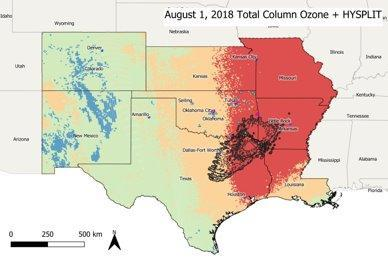 August 1, 2018 Total Column Ozone + HYSPLIT
Idaho
Wyoming
Nebraska
Iowa
Utah
Denver
Colorado
Kansas
Kansas City
Missouri
Illinois
Indiana
Kentucky
Arizona
New Mexico
Amarillo
Seiling
Tulsa
Oklahoma City
Oklahoma
Little Rock
Arkansas
Tennessee
Dallas-Fort Worth
Mississippi
Alabama
Texas
Louisiana
Houston
0 250 500 km
N